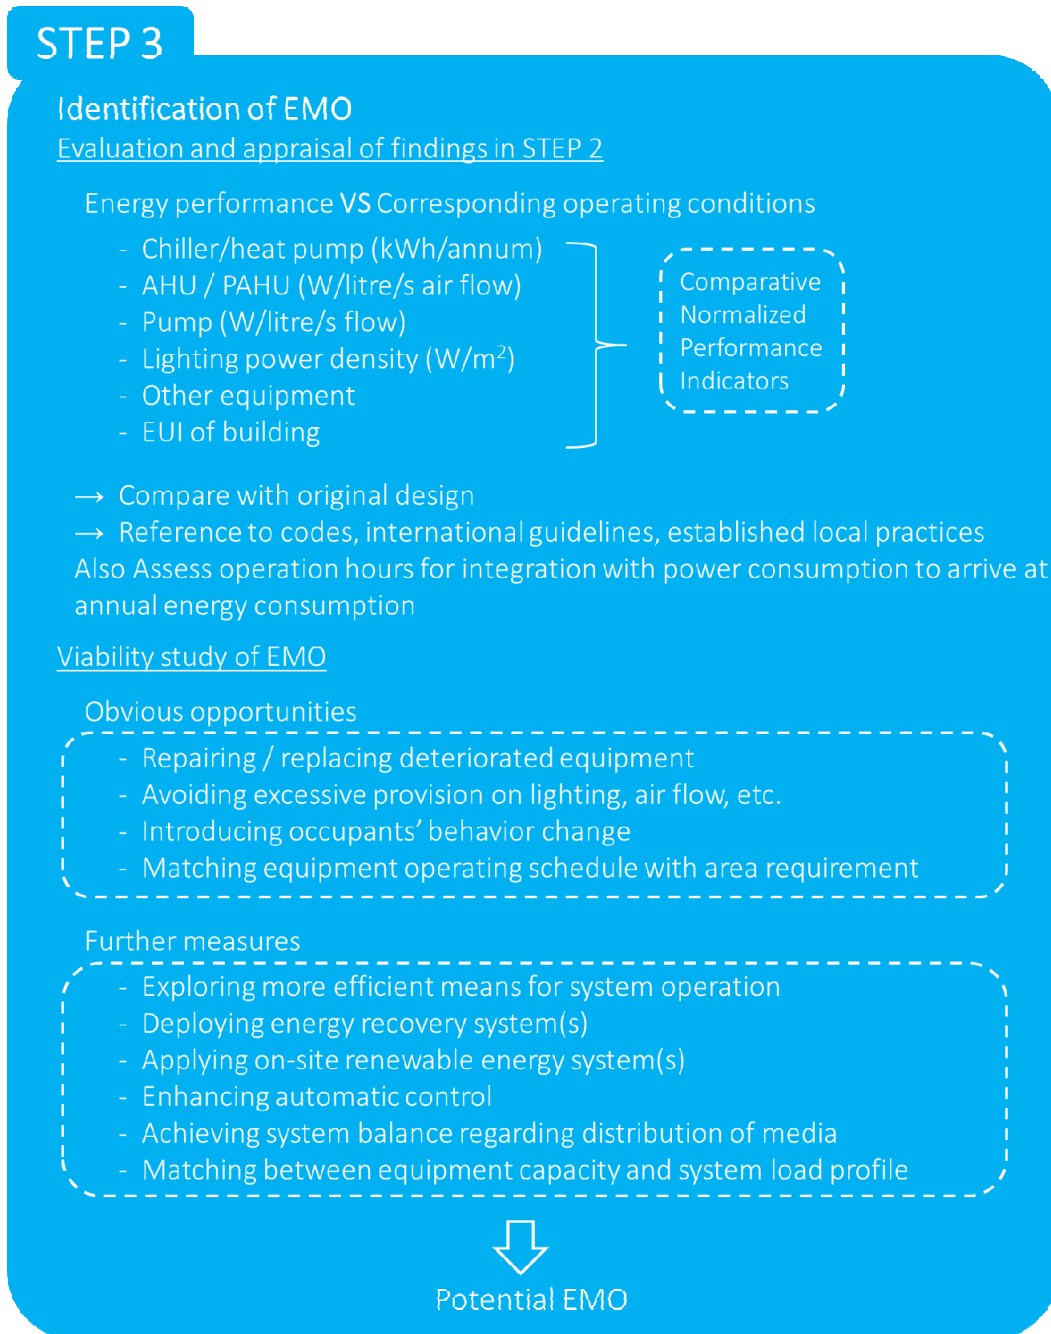 STEP 3
Identification of EMO
Evaluation and appraisal of findings in STEP 2
Energy performance VS Corresponding operating conditions
- Chiller/heat pump (kWh/annum)
- AHU / PAHU (W/litre/s air flow)
- Pump (W/litre/s flow)
- Lighting power density (W/m²)
- Other equipment
- EUI of building
Comparative
Normalized
Performance
Indicators
→ Compare with original design
→ Reference to codes, international guidelines, established local practices
Also Assess operation hours for integration with power consumption to arrive at
annual energy consumption
Viability study of EMO
Obvious opportunities
- Repairing / replacing deteriorated equipment
- Avoiding excessive provision on lighting, air flow, etc.
- Introducing occupants’ behavior change
- Matching equipment operating schedule with area requirement
Further measures
- Exploring more efficient means for system operation
- Deploying energy recovery system(s)
- Applying on-site renewable energy system(s)
- Enhancing automatic control
- Achieving system balance regarding distribution of media
- Matching between equipment capacity and system load profile
Potential EMO